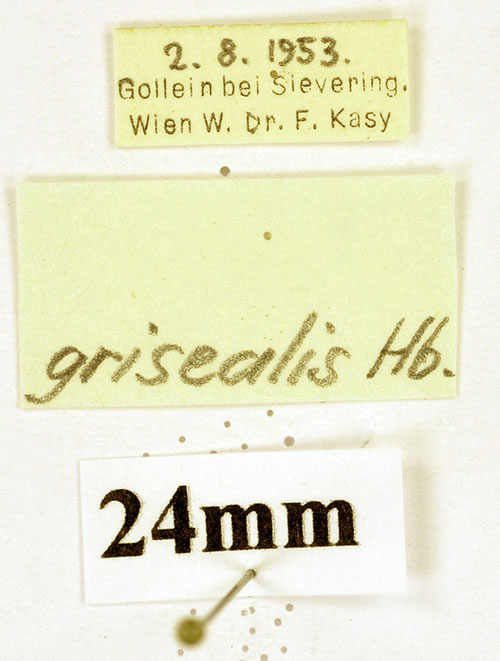 2. 8. 1953.
Gollein bei Sievering.
Wien W. Dr. F. Kasy
grisealis Hb.
24mm